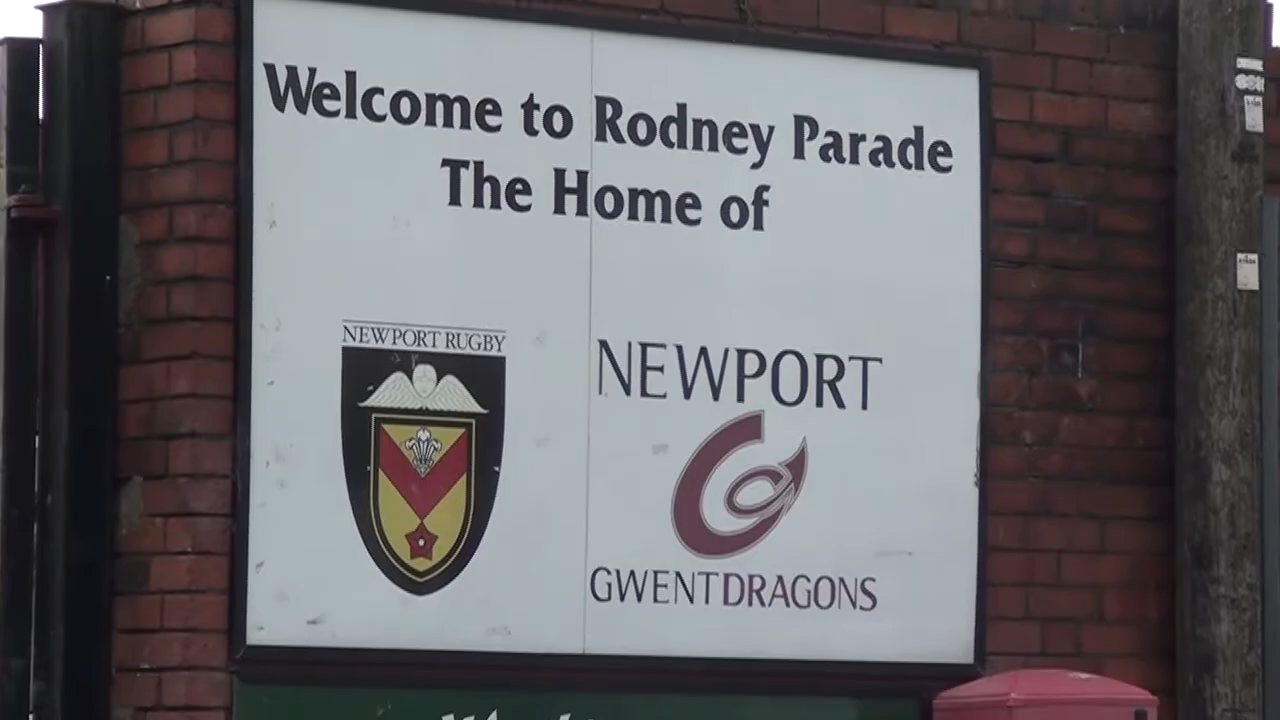 Welcome to Rodney Parade
The Home of
NEWPORT RUGBY
NEWPORT
GWENTDRAGONS